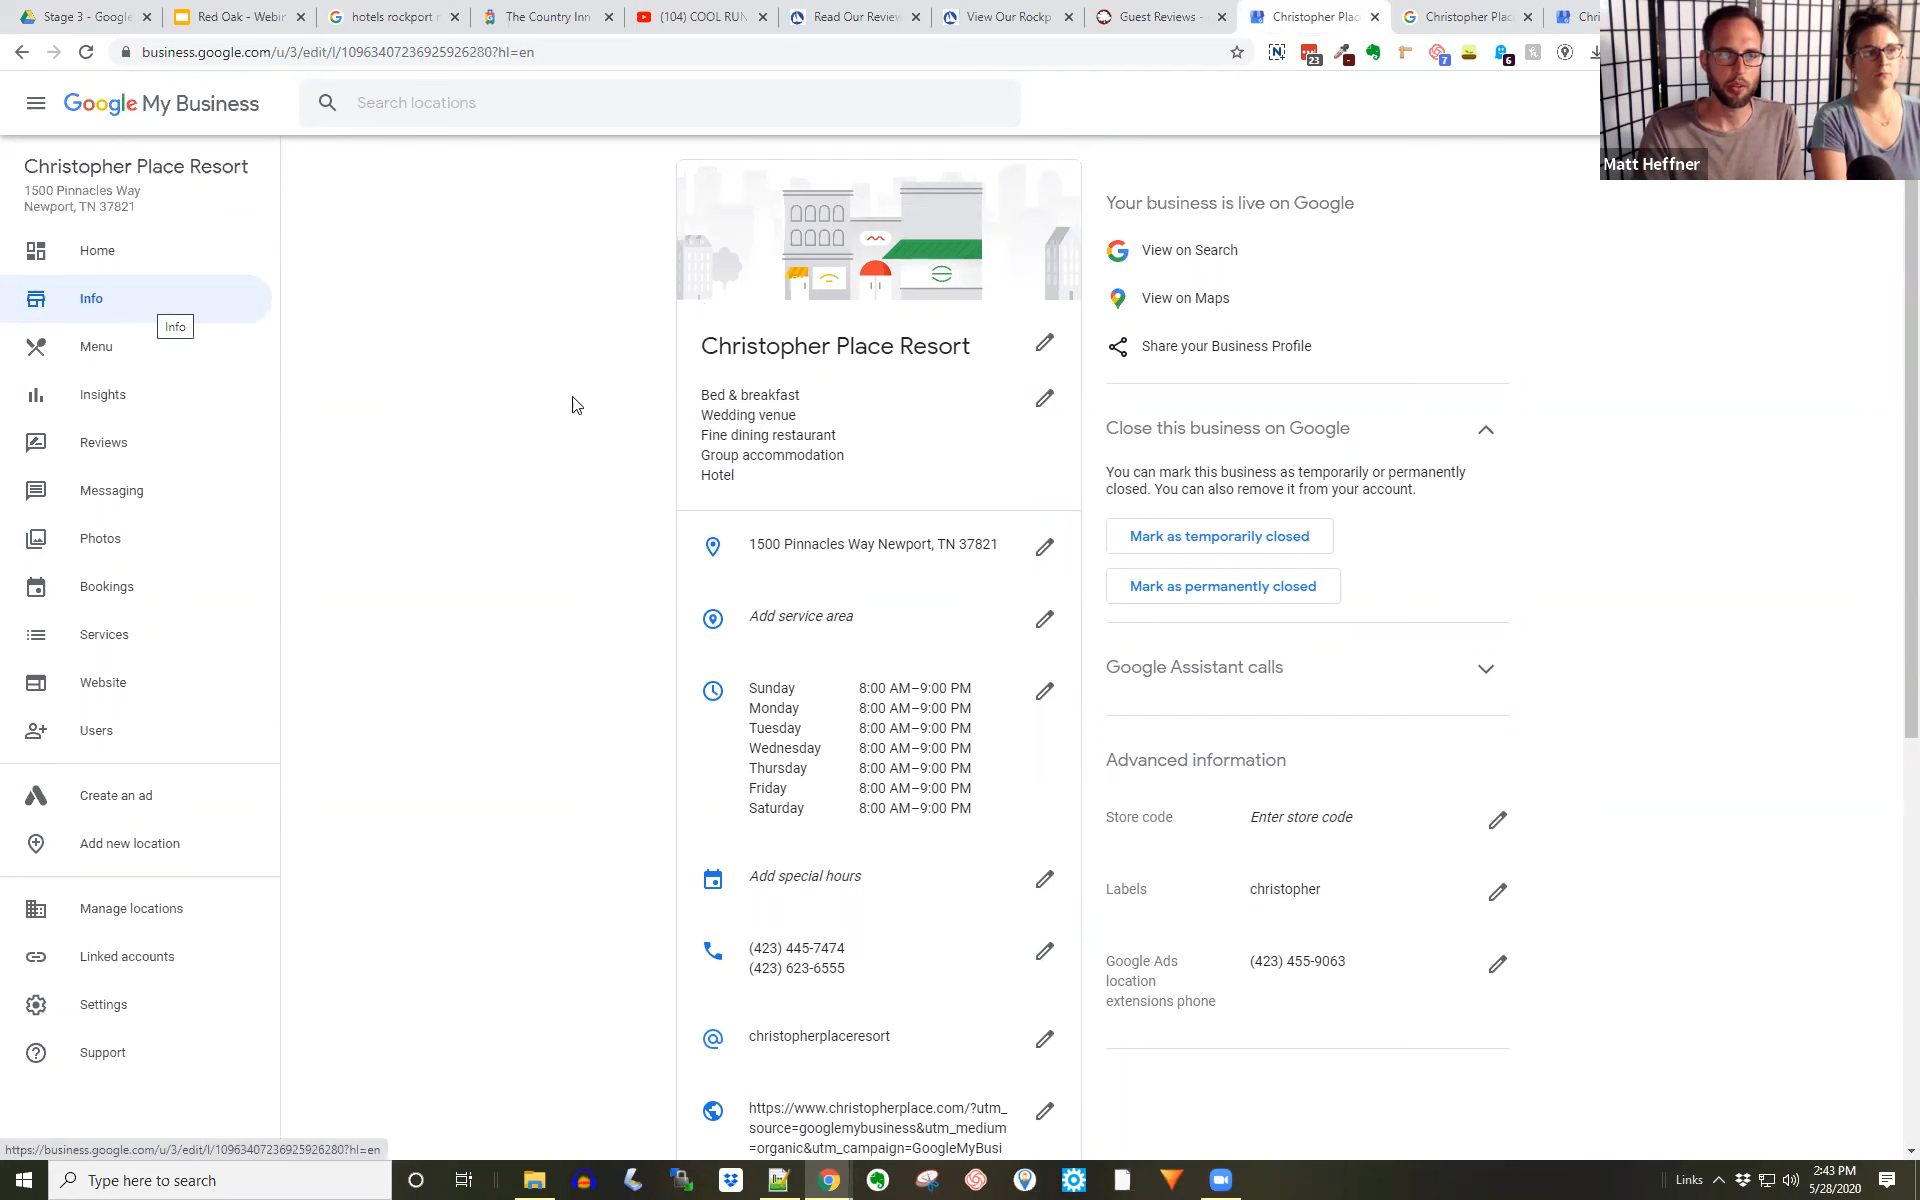 Stage 3 - Google
Red Oak - Webin
hotels rockport
The Country Inn
(104) COOL RUN
Read Our Review
View Our Rockp
Guest Reviews -
Christopher Plac
Christopher Plac
Chri
business.google.com/u/3/edit/l/10963407236925926280?hl=en
23
7
6
Google My Business
Search locations
Matt Heffner
Christopher Place Resort
1500 Pinnacles Way
Newport, TN 37821
Home
Info
Info
Menu
Insights
Reviews
Messaging
Photos
Bookings
Services
Website
Users
Create an ad
Add new location
Manage locations
Linked accounts
Settings
Support
Christopher Place Resort
Bed & breakfast
Wedding venue
Fine dining restaurant
Group accommodation
Hotel
1500 Pinnacles Way Newport, TN 37821
Add service area
Sunday 8:00 AM–9:00 PM
Monday 8:00 AM–9:00 PM
Tuesday 8:00 AM–9:00 PM
Wednesday 8:00 AM–9:00 PM
Thursday 8:00 AM–9:00 PM
Friday 8:00 AM–9:00 PM
Saturday 8:00 AM–9:00 PM
Add special hours
(423) 445-7474
(423) 623-6555
christopherplaceresort
https://www.christopherplace.com/?utm_
source=googlemybusiness&utm_medium
=organic&utm_campaign=GoogleMyBusi
Your business is live on Google
View on Search
View on Maps
Share your Business Profile
Close this business on Google
You can mark this business as temporarily or permanently
closed. You can also remove it from your account.
Mark as temporarily closed
Mark as permanently closed
Google Assistant calls
Advanced information
Store code Enter store code
Labels christopher
Google Ads (423) 455-9063
location
extensions phone
https://business.google.com/u/3/edit/l/10963407236925926280?hl=en
Type here to search
Links
2:43 PM
5/28/2020